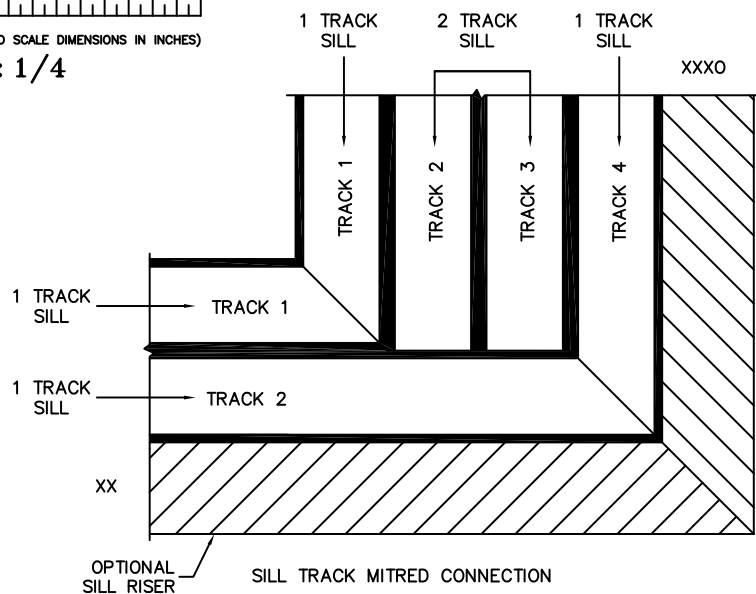 O SCALE DIMENSIONS IN INCHES)
: 1/4
1 TRACK
SILL
2 TRACK
SILL
1 TRACK
SILL
XXXO
TRACK 1
TRACK 2
TRACK 3
TRACK 4
1 TRACK
SILL
TRACK 1
1 TRACK
SILL
TRACK 2
XX
OPTIONAL
SILL RISER
SILL TRACK MITRED CONNECTION